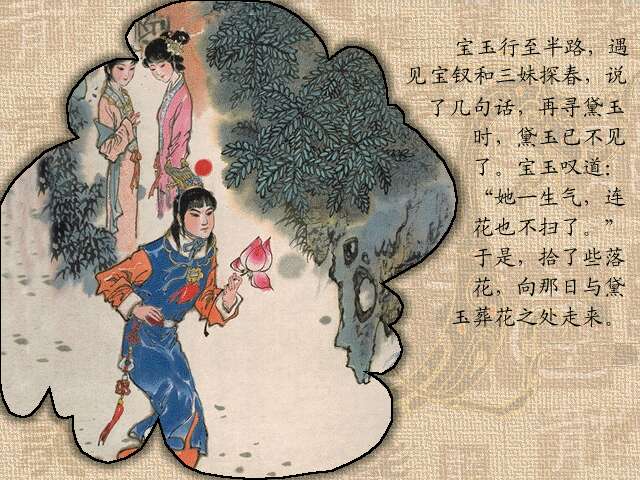 宝玉行至半路，遇
见宝钗和三妹探春，说
了几句话，再寻黛玉
时，黛玉已不见
了。宝玉叹道：
“她一生气，连
花也不扫了。”
于是，拾了些落
花，向那日与黛
玉葬花之处走来。